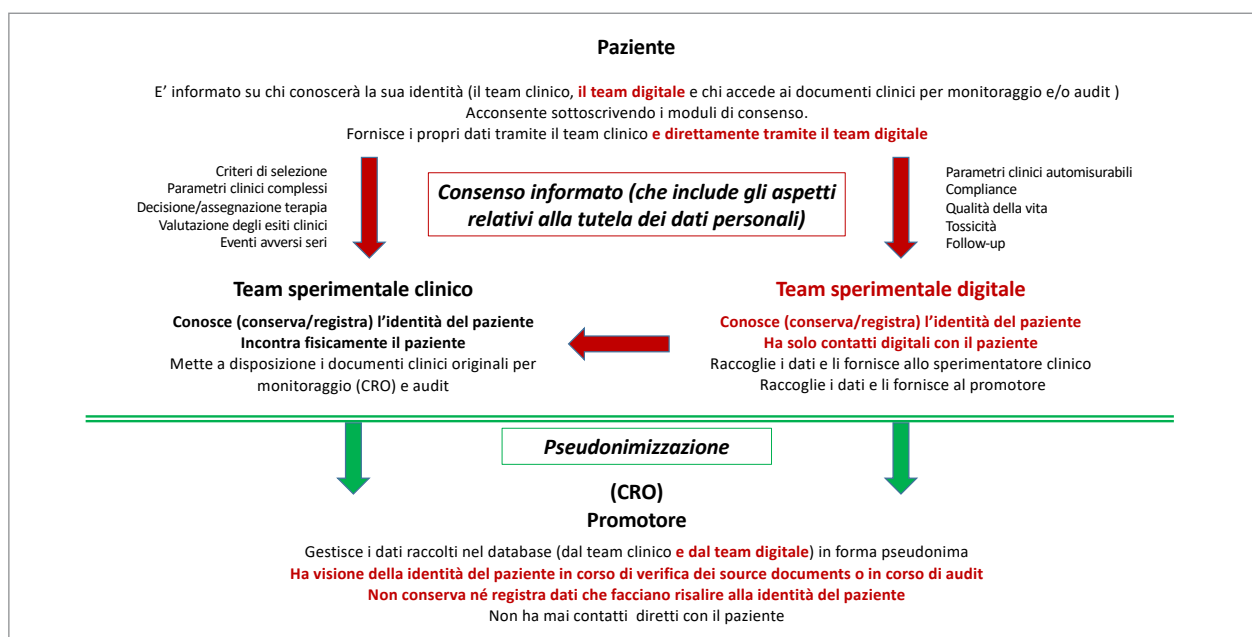 Paziente
E' informato su chi conoscerà la sua identità (il team clinico, il team digitale e chi accede ai documenti clinici per monitoraggio e/o audit )
Acconsente sottoscrivendo i moduli di consenso.
Fornisce i propri dati tramite il team clinico e direttamente tramite il team digitale
Criteri di selezione
Parametri clinici complessi
Decisione/assegnazione terapia
Valutazione degli esiti clinici
Eventi avversi seri
Consenso informato (che include gli aspetti
relativi alla tutela dei dati personali)
Parametri clinici automisurabili
Compliance
Qualità della vita
Tossicità
Follow-up
Team sperimentale clinico
Conosce (conserva/registra) l'identità del paziente
Incontra fisicamente il paziente
Mette a disposizione i documenti clinici originali per
monitoraggio (CRO) e audit
Team sperimentale digitale
Conosce (conserva/registra) l'identità del paziente
Ha solo contatti digitali con il paziente
Raccoglie i dati e li fornisce allo sperimentatore clinico
Raccoglie i dati e li fornisce al promotore
Pseudonimizzazione
(CRO)
Promotore
Gestisce i dati raccolti nel database (dal team clinico e dal team digitale) in forma pseudonima
Ha visione della identità del paziente in corso di verifica dei source documents o in corso di audit
Non conserva né registra dati che facciano risalire alla identità del paziente
Non ha mai contatti diretti con il paziente